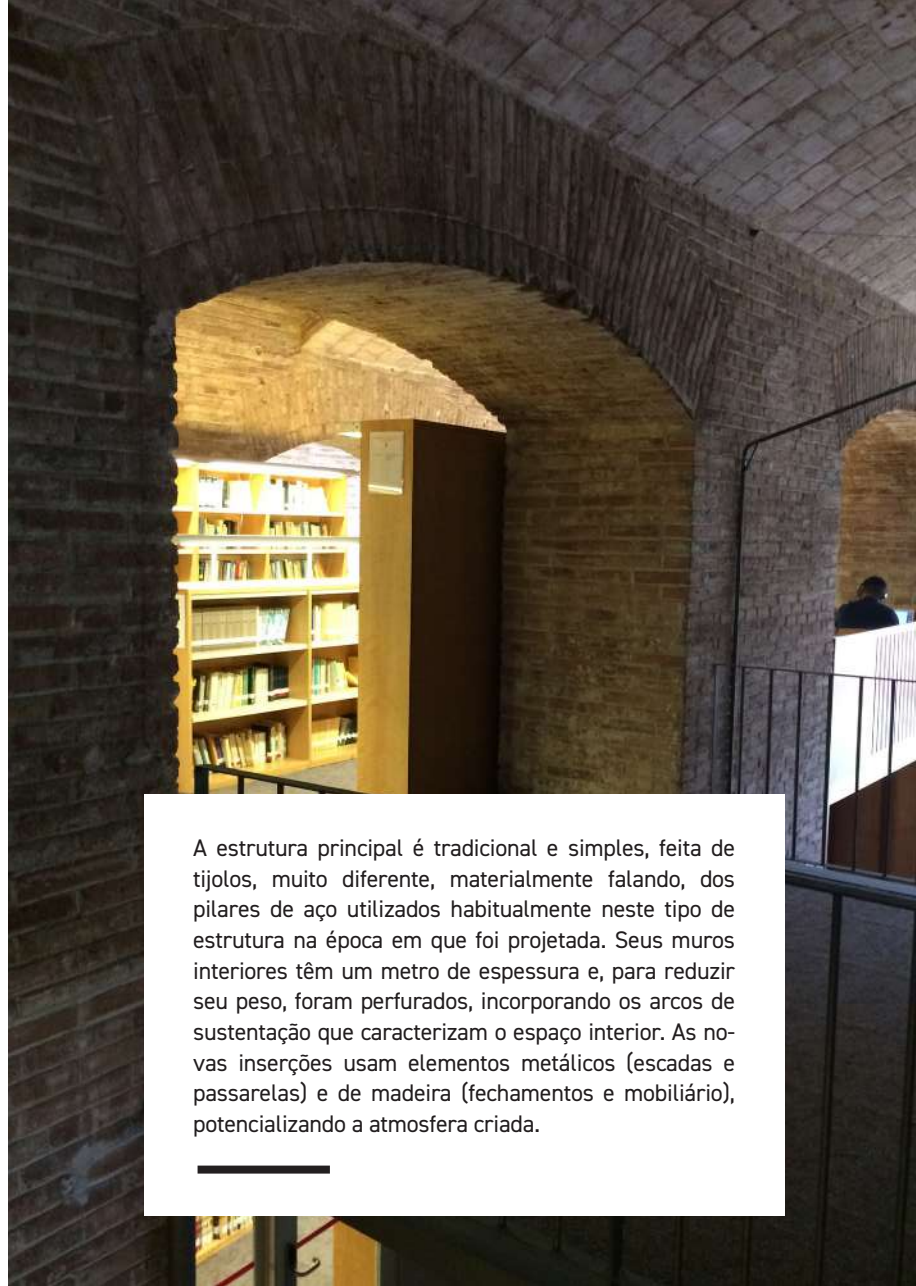 A estrutura principal é tradicional e simples, feita de
tijolos, muito diferente, materialmente falando, dos
pilares de aço utilizados habitualmente neste tipo de
estrutura na época em que foi projetada. Seus muros
interiores têm um metro de espessura e, para reduzir
seu peso, foram perfurados, incorporando os arcos de
sustentação que caracterizam o espaço interior. As no-
vas inserções usam elementos metálicos (escadas e
passarelas) e de madeira (fechamentos e mobiliário),
potencializando a atmosfera criada.